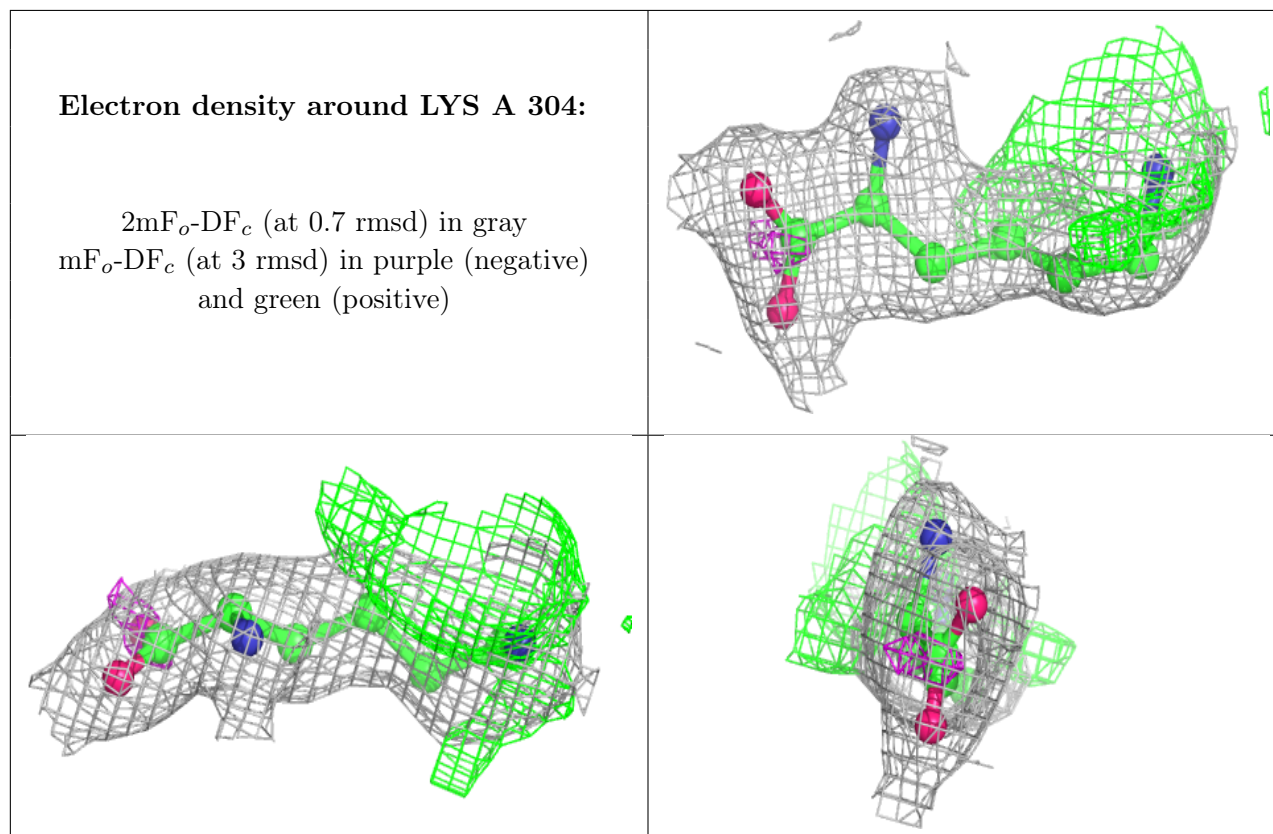 Electron density around LYS A 304:
2mFo-DFc (at 0.7 rmsd) in gray
mFo-DFc (at 3 rmsd) in purple (negative)
and green (positive)